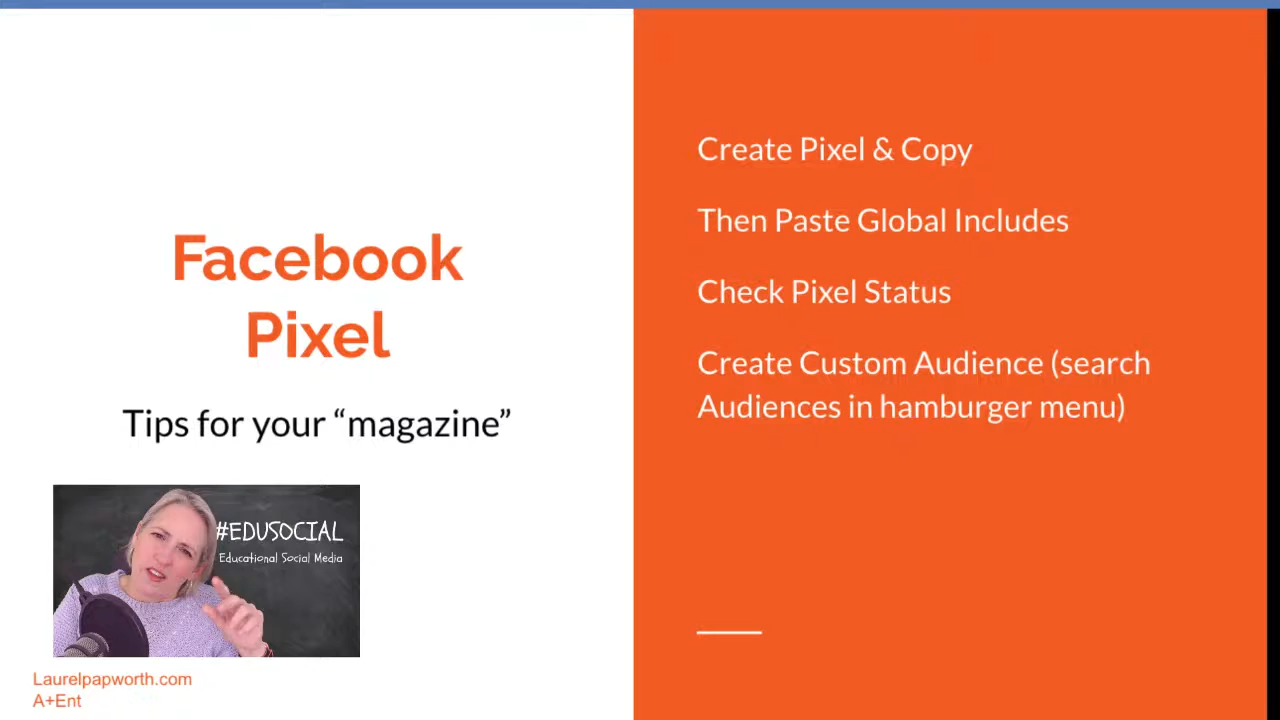 Facebook
Pixel
Tips for your “magazine”
#EDUSOCIAL
Educational Social Media
Laurelpapworth.com
A+Ent
Create Pixel & Copy
Then Paste Global Includes
Check Pixel Status
Create Custom Audience (search
Audiences in hamburger menu)